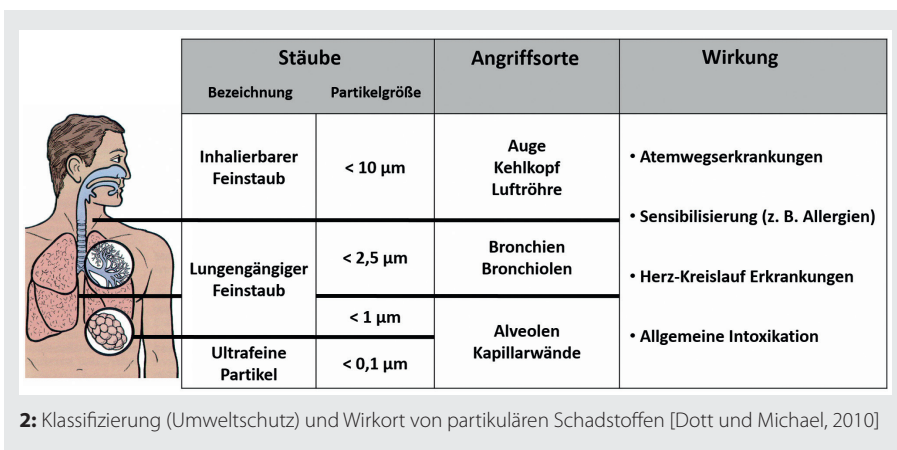 Stäube
Angriffsorte
Wirkung
Bezeichnung
Partikelgröße
Inhalierbarer
Feinstaub
< 10 µm
Auge
Kehlkopf
Luftröhre
Lungengängiger
Feinstaub
< 2,5 µm
Bronchien
Bronchiolen
< 1 µm
Ultrafeine
Partikel
< 0,1 µm
Alveolen
Kapillarwände
• Atemwegserkrankungen
• Sensibilisierung (z. B. Allergien)
• Herz-Kreislauf Erkrankungen
• Allgemeine Intoxikation
2: Klassifizierung (Umweltschutz) und Wirkort von partikulären Schadstoffen [Dott und Michael, 2010]